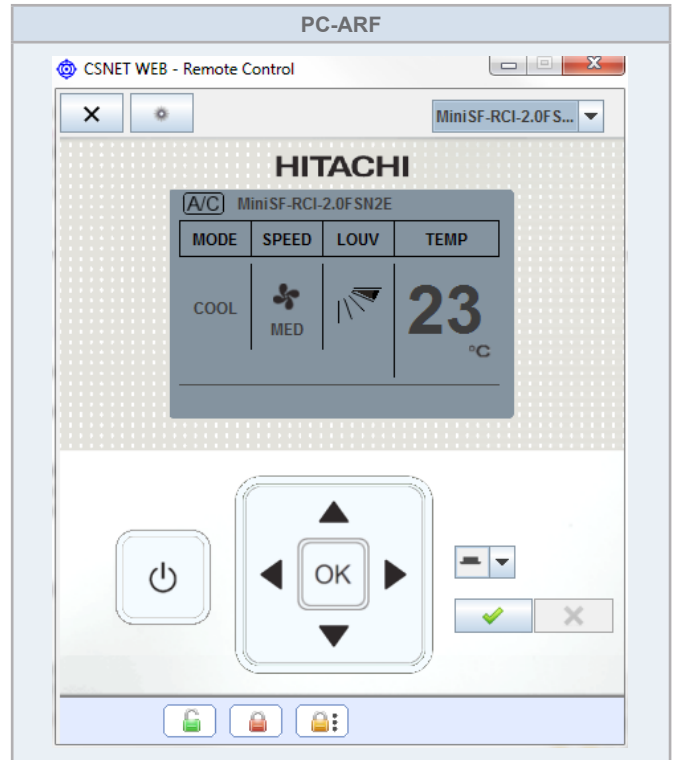 PC-ARF
CSNET WEB - Remote Control
MiniSF-RCI-2.0FS...
HITACHI
A/C MiniSF-RCI-2.0FSN2E
MODE SPEED LOUV TEMP
COOL MED 23 °C
OK